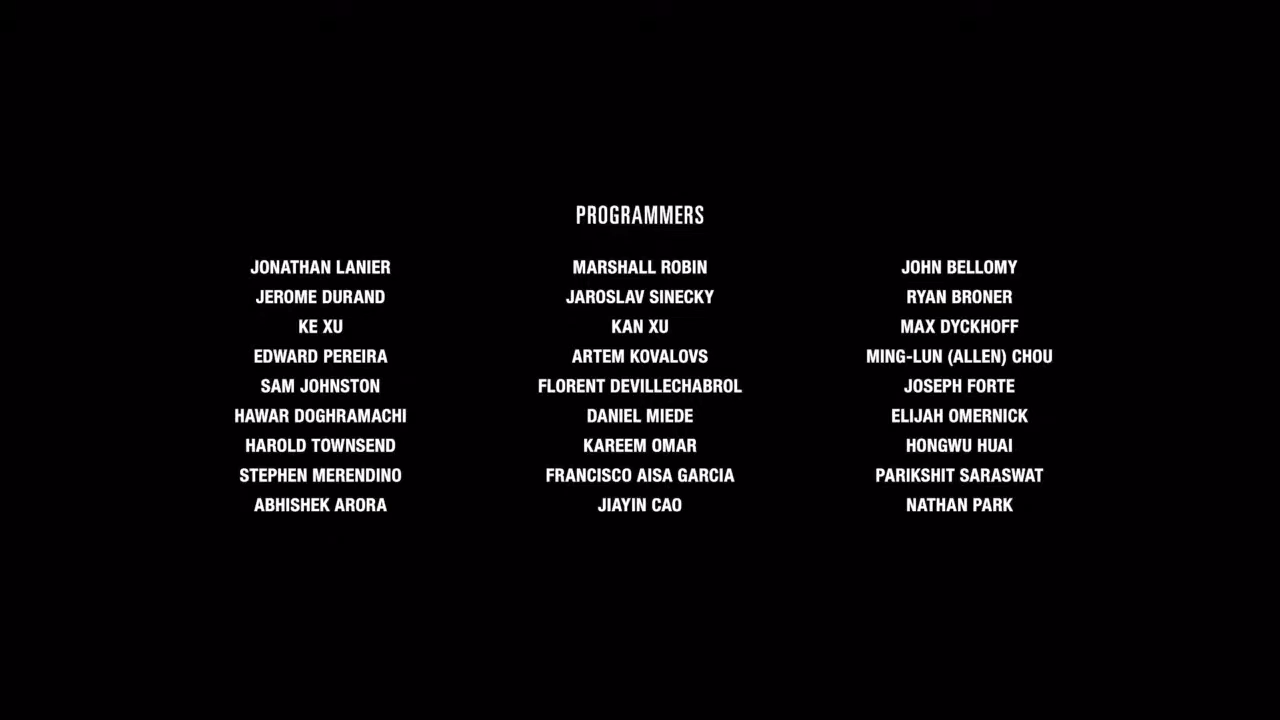 PROGRAMMERS
JONATHAN LANIER MARSHALL ROBIN JOHN BELLOMY
JEROME DURAND JAROSLAV SINECKY RYAN BRONER
KE XU KAN XU MAX DYCKHOFF
EDWARD PEREIRA ARTEM KOVALOVS MING-LUN (ALLEN) CHOU
SAM JOHNSTON FLORENT DEVILLECHABROL JOSEPH FORTE
HAWAR DOGHRAMACHI DANIEL MIEDE ELIJAH OMERNICK
HAROLD TOWNSEND KAREEM OMAR HONGWU HUAI
STEPHEN MERENDINO FRANCISCO AISA GARCIA PARIKSHIT SARASWAT
ABHISHEK ARORA JIAYIN CAO NATHAN PARK